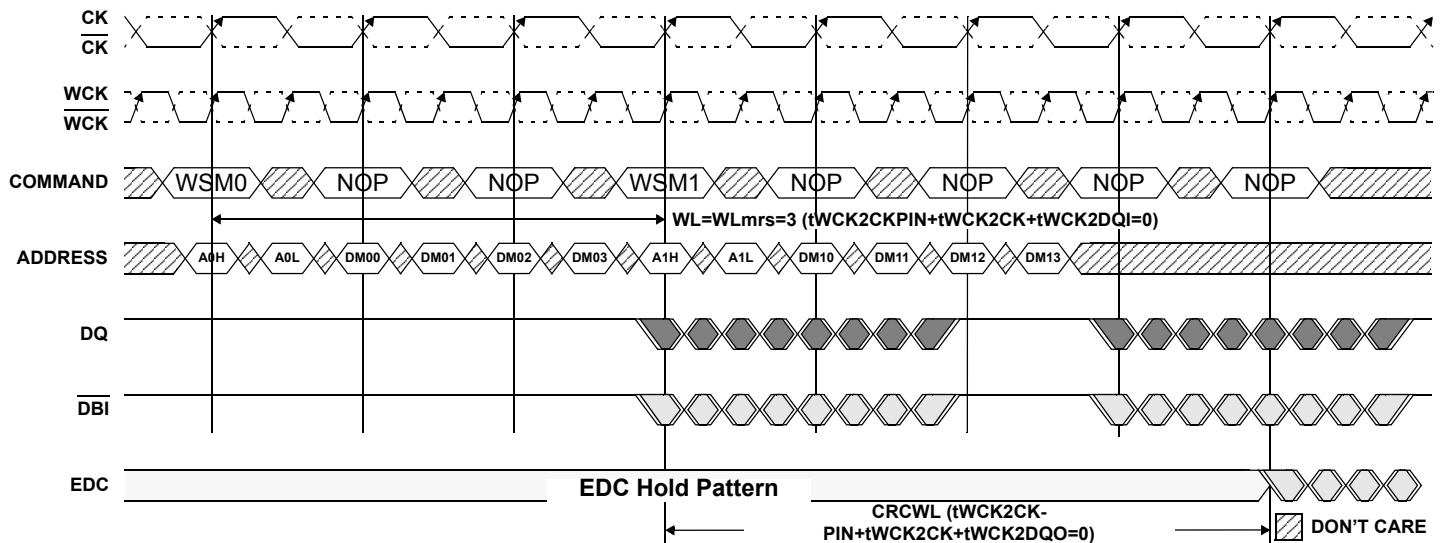 CK
CK
WCK
WCK
COMMAND WSM0 NOP NOP WSM1 NOP NOP NOP NOP
WL=WLmrs=3 (tWCK2CKPIN+tWCK2CK+tWCK2DQI=0)
ADDRESS A0H A0L DM00 DM01 DM02 DM03 A1H A1L DM10 DM11 DM12 DM13
DQ
DBI
EDC EDC Hold Pattern
CRCWL (tWCK2CK-
PIN+tWCK2CK+tWCK2DQO=0)
DON'T CARE